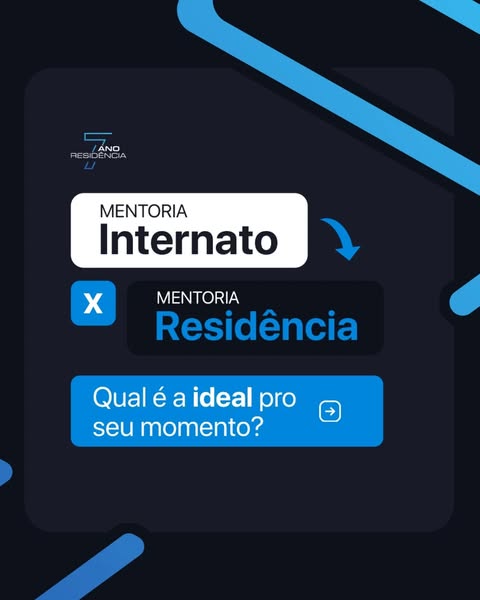 7 ANO
RESIDÊNCIA
MENTORIA
Internato
X
MENTORIA
Residência
Qual é a ideal pro
seu momento?